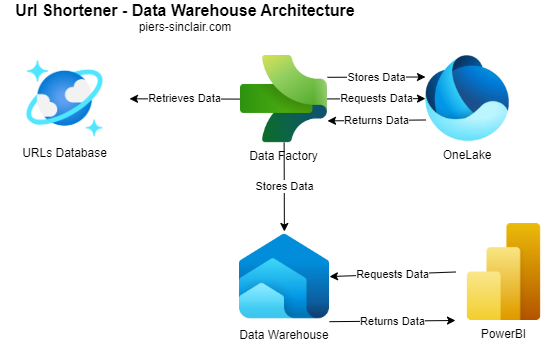 Url Shortener - Data Warehouse Architecture
piers-sinclair.com
Stores Data
Retrieves Data
Requests Data
Returns Data
URLs Database
Data Factory
OneLake
Stores Data
Requests Data
Returns Data
Data Warehouse
PowerBI